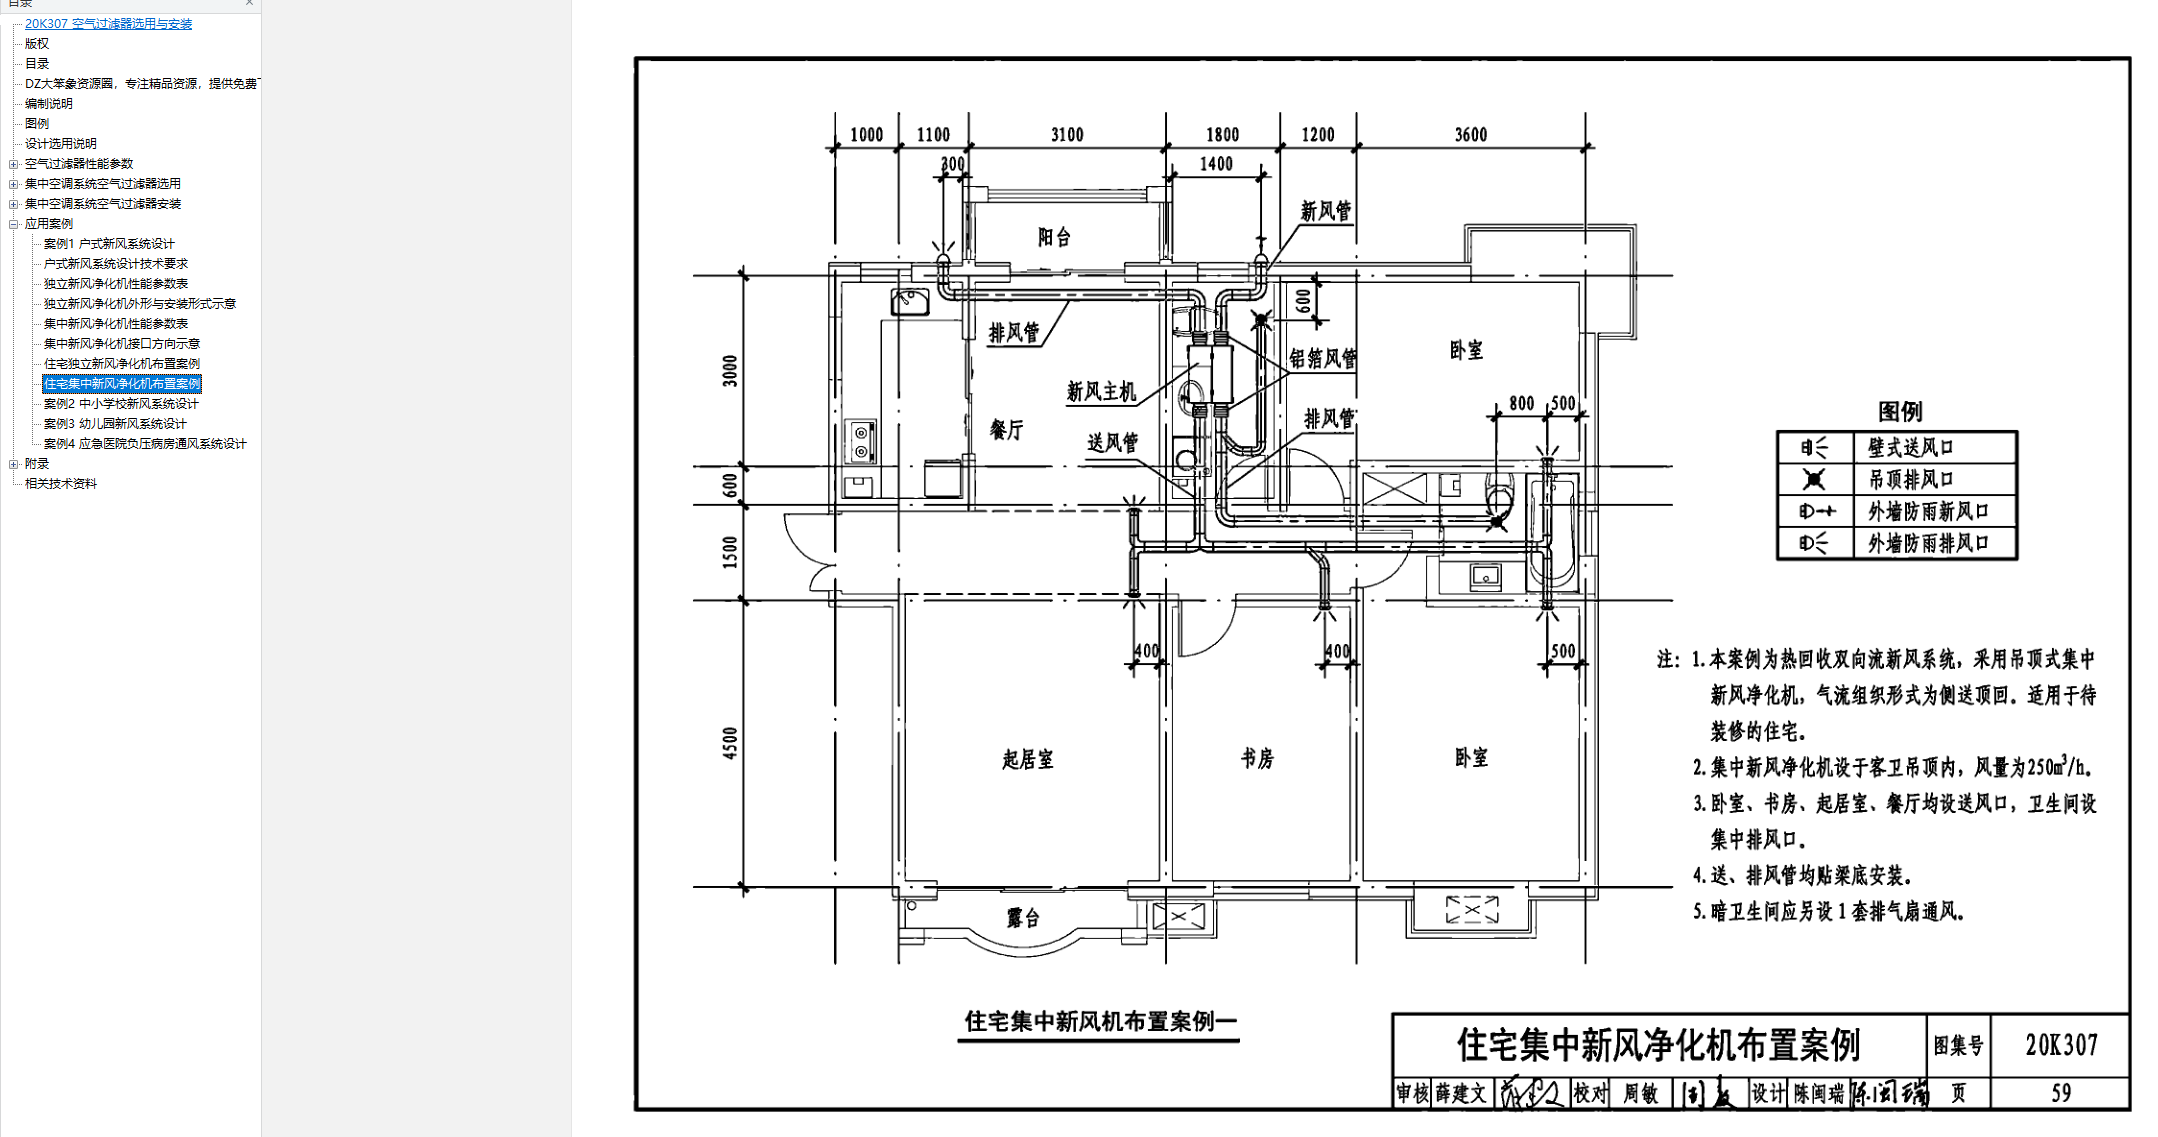 目录
20K307 空气过滤器选用与安装
版权
目录
DZ大笨象资源圈，专注精品资源，提供免费
编制说明
图例
设计选用说明
空气过滤器性能参数
集中空调系统空气过滤器选用
集中空调系统空气过滤器安装
应用案例
案例1 户式新风系统设计
户式新风系统设计技术要求
独立新风净化机性能参数表
独立新风净化机外形与安装形式示意
集中新风净化机性能参数表
集中新风净化机接口方向示意
住宅独立新风净化机布置案例
住宅集中新风净化机布置案例
案例2 中小学校新风系统设计
案例3 幼儿园新风系统设计
案例4 应急医院负压病房通风系统设计
附录
相关技术资料
1000 1100 3100 1800 1200 3600
300 1400
新风管
阳台
600
排风管
铝箔风管
卧室
3000
新风主机
800 500
排风管
餐厅
送风管
600
1500
400 400 500
4500
起居室 书房 卧室
露台
图例
壁式送风口
吊顶排风口
外墙防雨新风口
外墙防雨排风口
注：1.本案例为热回收双向流新风系统，采用吊顶式集中
新风净化机，气流组织形式为侧送顶回。适用于待
装修的住宅。
2.集中新风净化机设于客卫吊顶内，风量为250m³/h。
3.卧室、书房、起居室、餐厅均设送风口，卫生间设
集中排风口。
4.送、排风管均贴梁底安装。
5.暗卫生间应另设1套排气扇通风。
住宅集中新风机布置案例一
住宅集中新风净化机布置案例 图集号 20K307
审核 薛建文 校对 周敏 设计 陈闽瑞 陈闽瑞 页 59